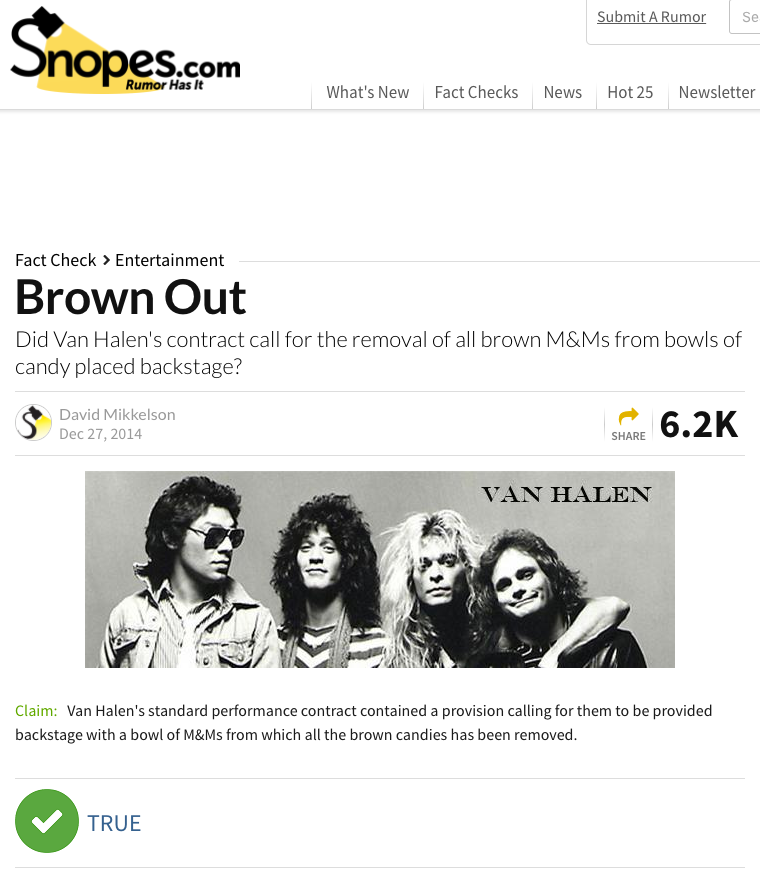 Submit A Rumor
Se
Snopes.com
Rumor Has It
What's New
Fact Checks
News
Hot 25
Newsletter
Fact Check > Entertainment
Brown Out
Did Van Halen's contract call for the removal of all brown M&Ms from bowls of
candy placed backstage?
David Mikkelson
Dec 27, 2014
SHARE
6.2K
VAN HALEN
Claim: Van Halen's standard performance contract contained a provision calling for them to be provided
backstage with a bowl of M&Ms from which all the brown candies has been removed.
TRUE